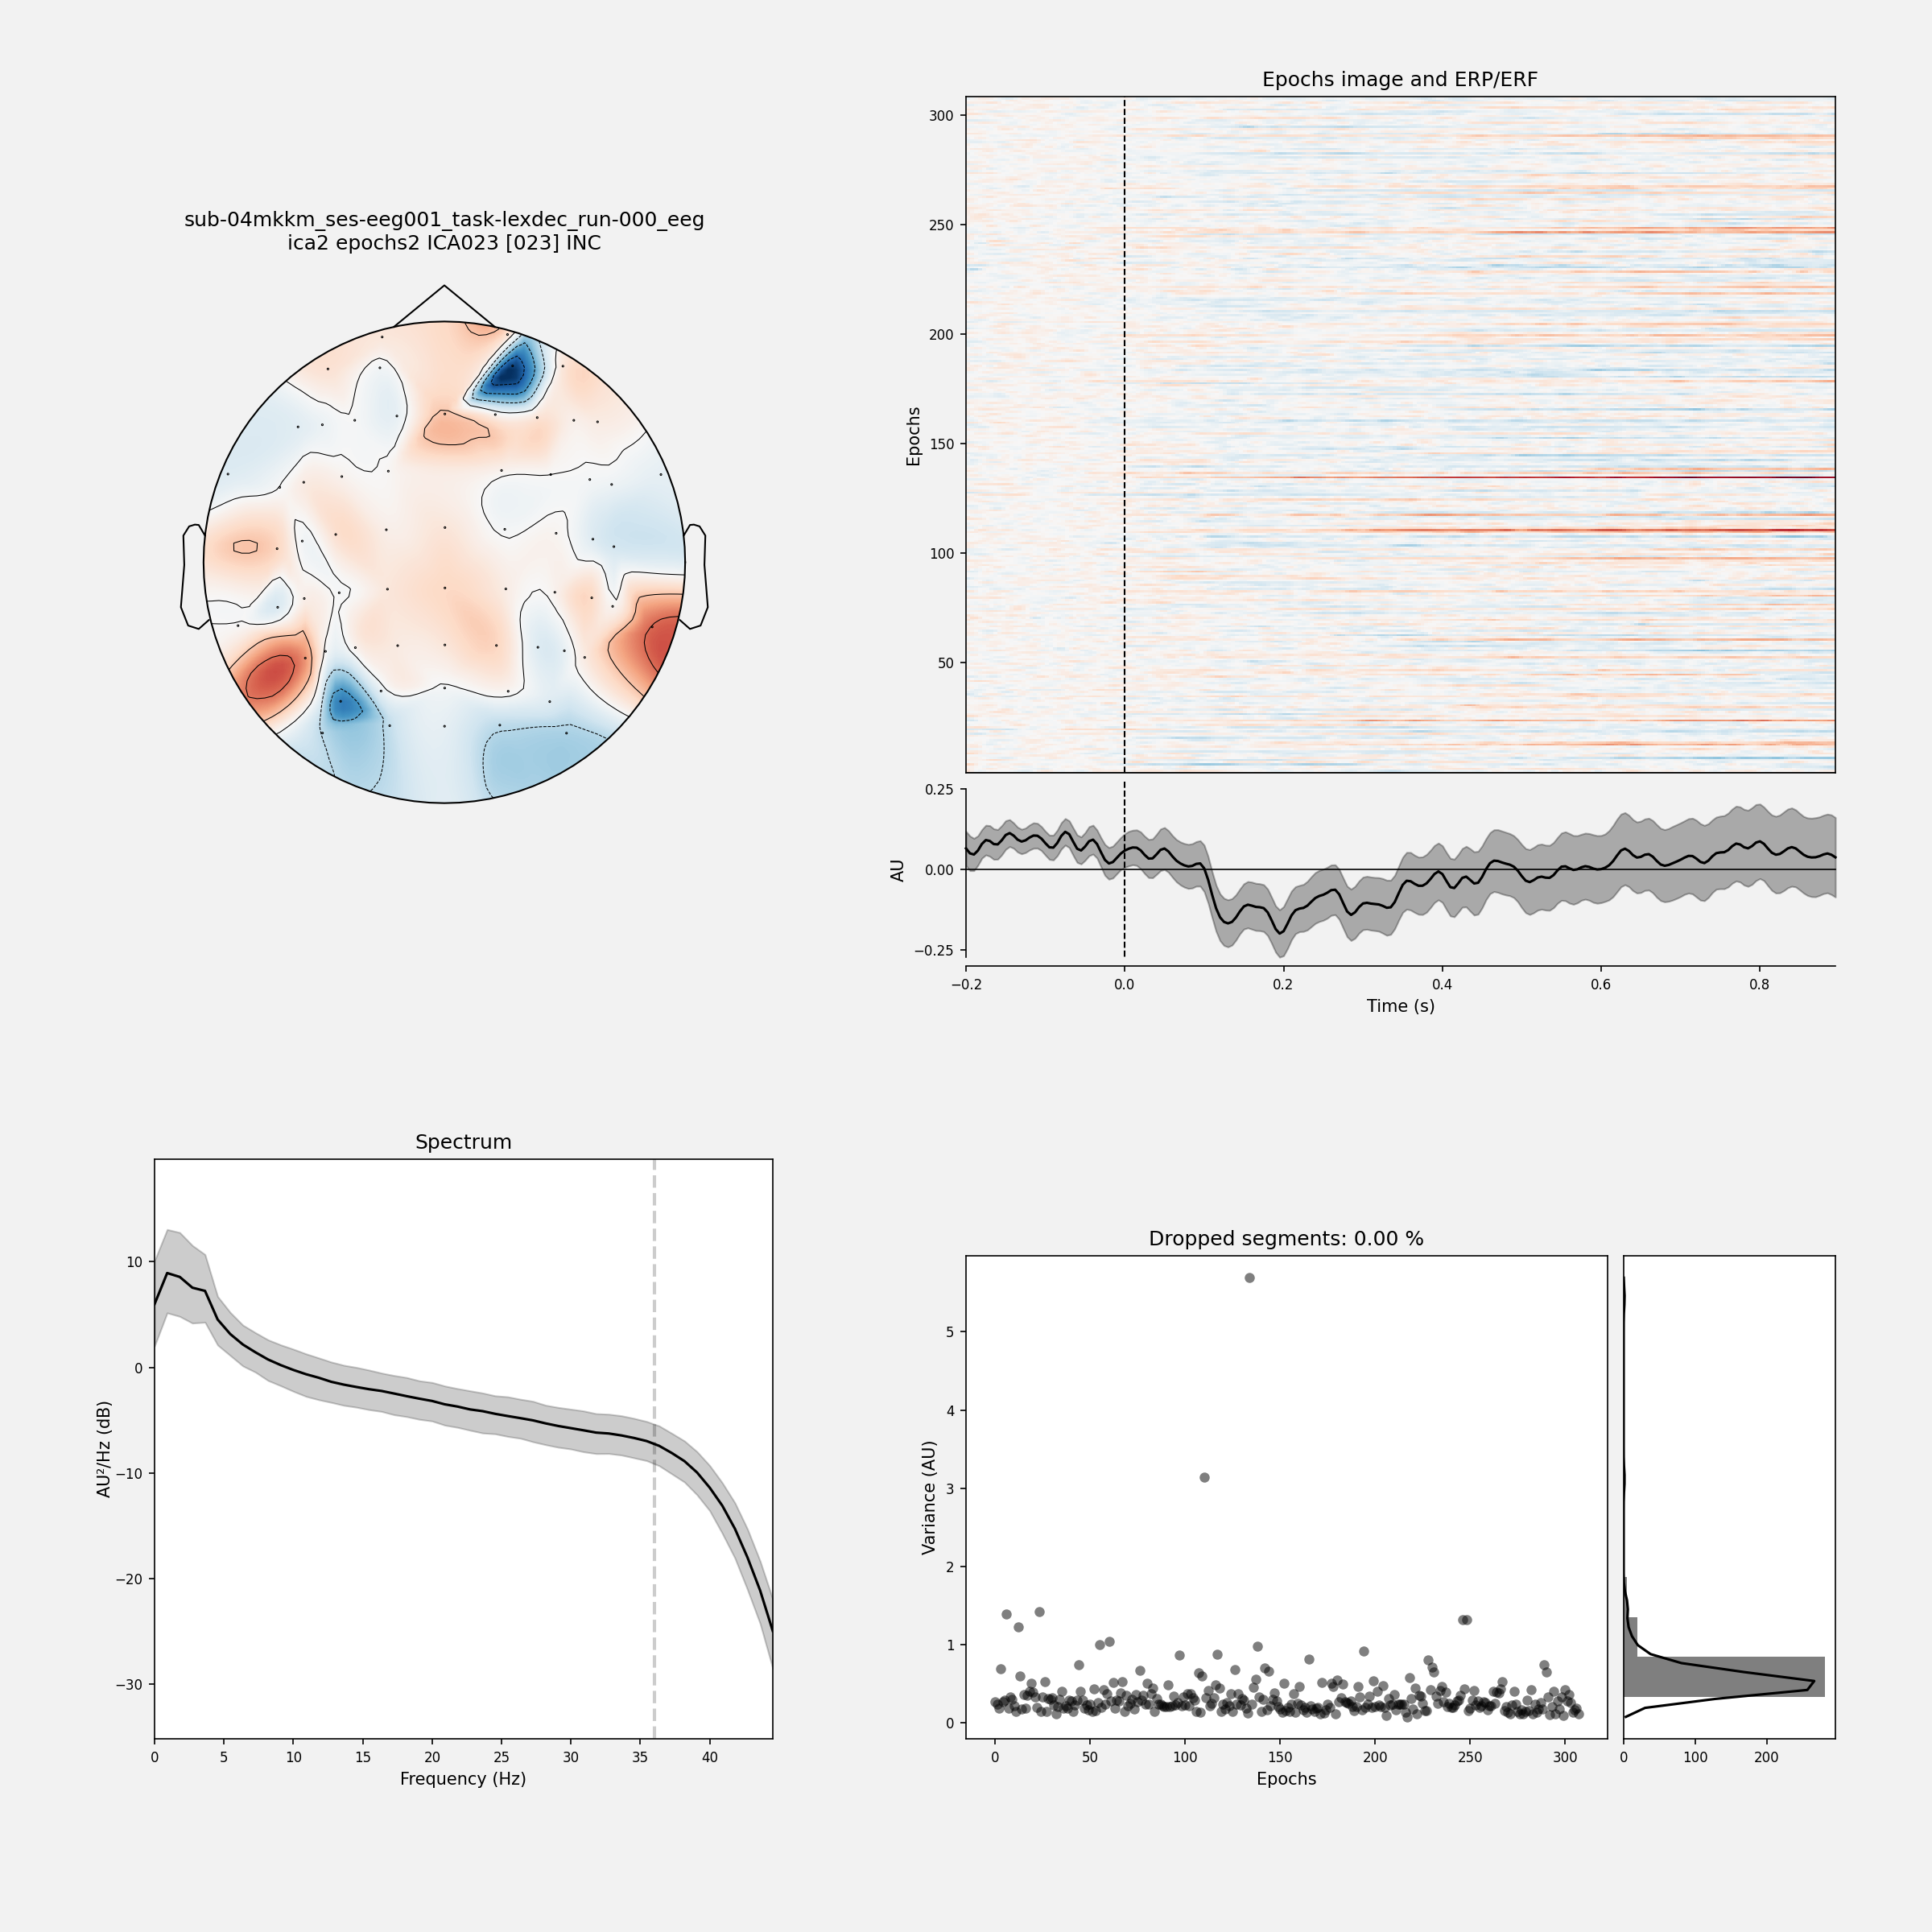 sub-04mkkm_ses-eeg001_task-lexdec_run-000_eeg
ica2 epochs2 ICA023 [023] INC
Epochs image and ERP/ERF
300
250
200
150
100
50
Epochs
0.25
0.00
−0.25
AU
−0.2 0.0 0.2 0.4 0.6 0.8
Time (s)
Spectrum
10
0
−10
−20
−30
AU²/Hz (dB)
0 5 10 15 20 25 30 35 40
Frequency (Hz)
Dropped segments: 0.00 %
5
4
3
2
1
0
Variance (AU)
0 50 100 150 200 250 300
Epochs
0 100 200